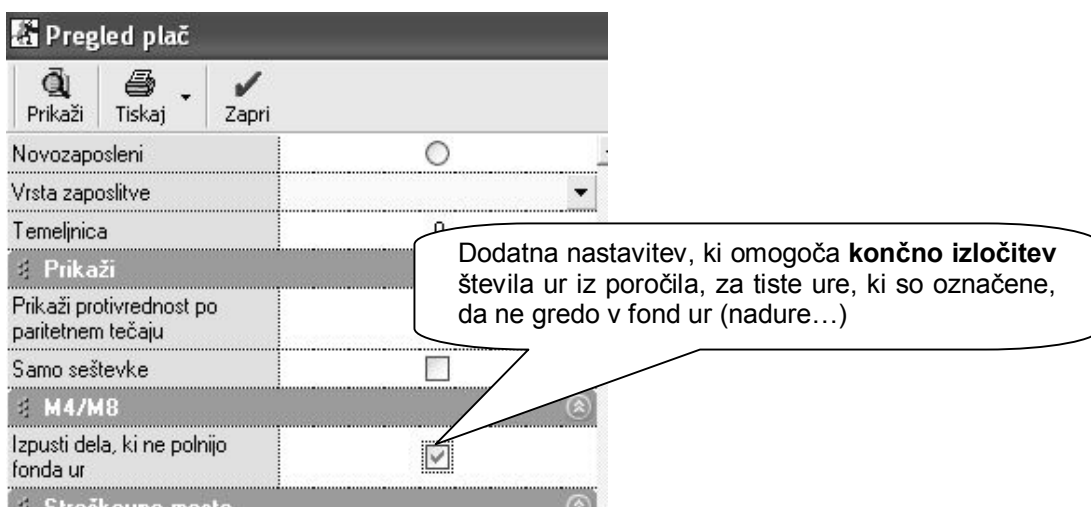 Pregled plač
Prikaži Tiskaj Zapri
Novozaposleni
Vrsta zaposlitve
Temeljnica
Prikaži
Dodatna nastavitev, ki omogoča končno izločitev
števila ur iz poročila, za tiste ure, ki so označene,
da ne gredo v fond ur (nadure…)
Prikaži protivrednost po
paritetnem tečaju
Samo seštevke
M4/M8
Izpusti dela, ki ne polnijo
fonda ur
Stroškovno mesto